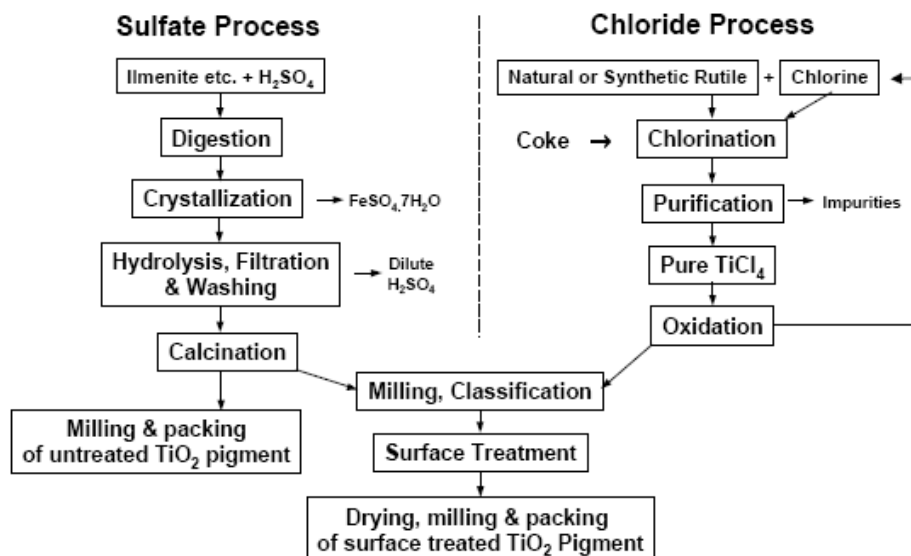 Sulfate Process
Ilmenite etc. + H₂SO₄
Digestion
Crystallization
FeSO₄.7H₂O
Hydrolysis, Filtration
& Washing
Dilute
H₂SO₄
Calcination
Milling & packing
of untreated TiO₂ pigment
Chloride Process
Natural or Synthetic Rutile + Chlorine
Coke → Chlorination
Purification
Impurities
Pure TiCl₄
Oxidation
Milling, Classification
Surface Treatment
Drying, milling & packing
of surface treated TiO₂ Pigment